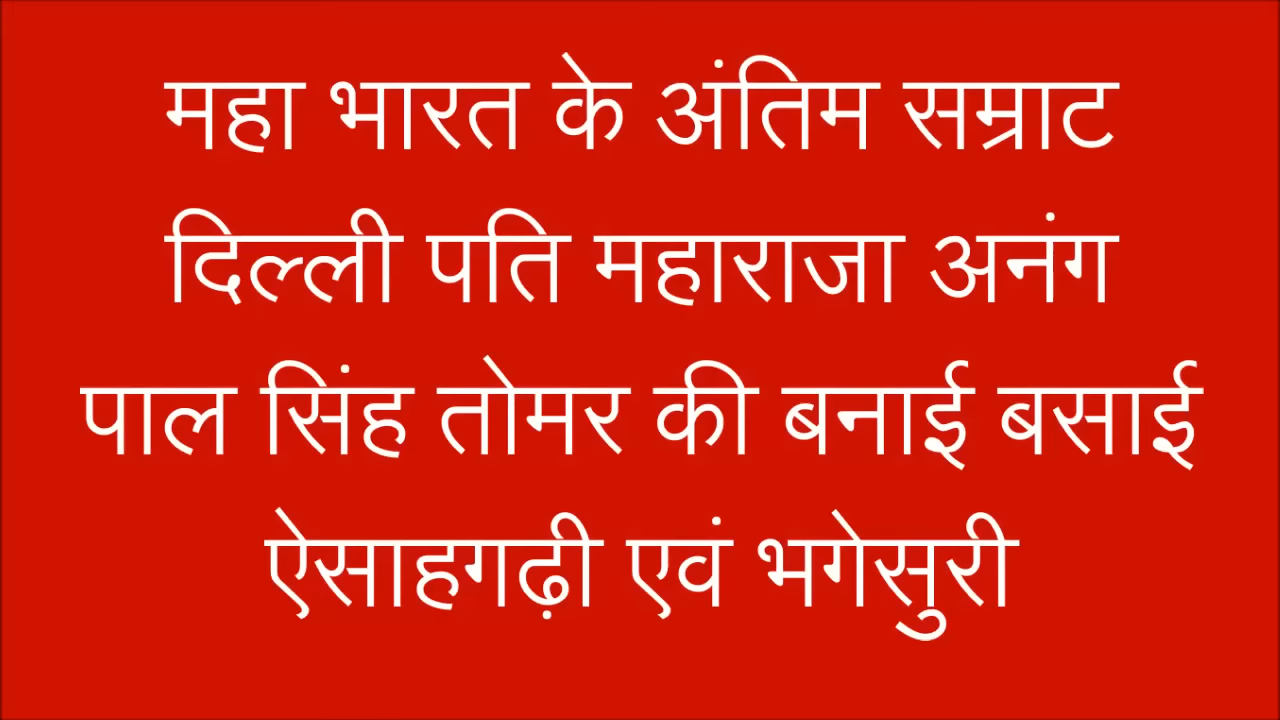 महा भारत के अंतिम सम्राट
दिल्ली पति महाराजा अनंग
पाल सिंह तोमर की बनाई बसाई
ऐसाहगढ़ी एवं भगेसुरी